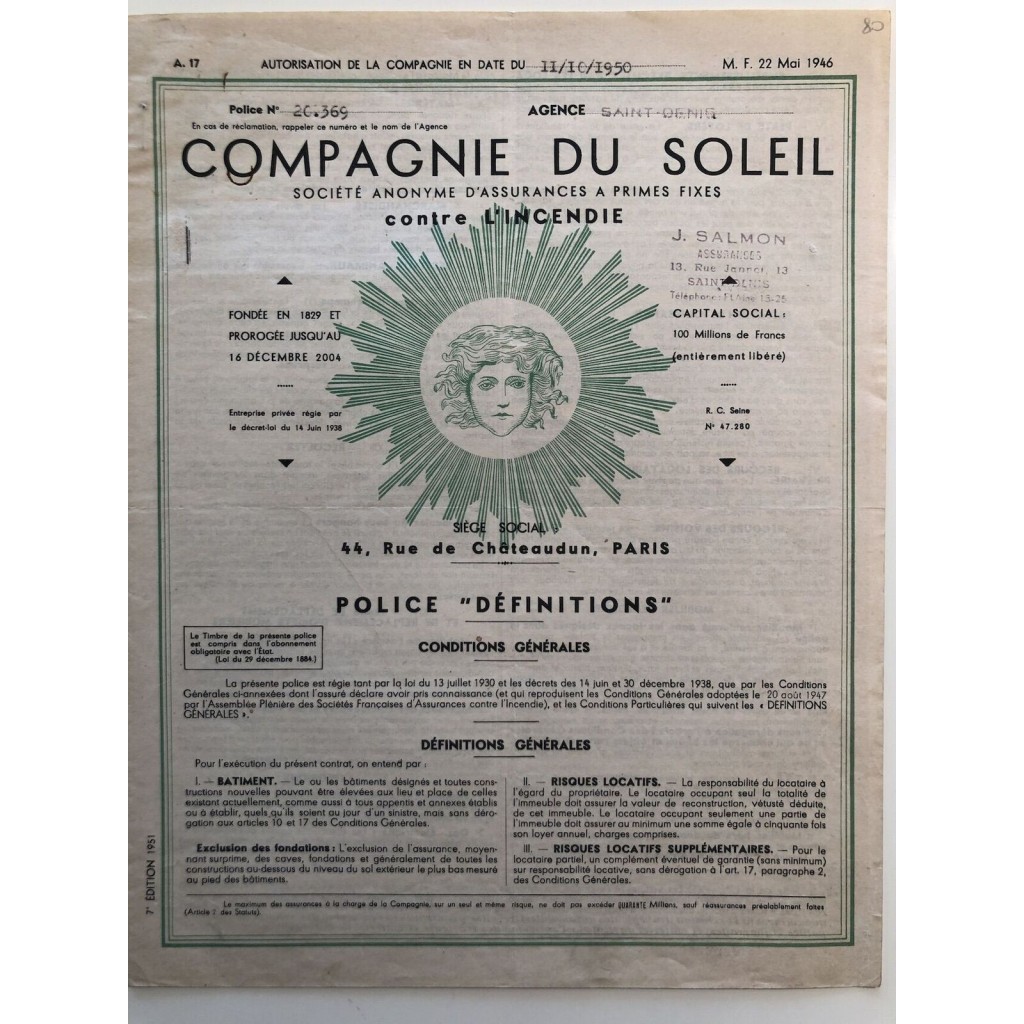 80
A. 17 AUTORISATION DE LA COMPAGNIE EN DATE DU 11/10/1950 M. F. 22 Mai 1946
Police N° 20.369 AGENCE SAINT-DENIS
En cas de réclamation, rappeler ce numéro et le nom de l'Agence
COMPAGNIE DU SOLEIL
SOCIÉTÉ ANONYME D'ASSURANCES A PRIMES FIXES
contre L'INCENDIE
J. SALMON
ASSURANCES
13, Rue Jannot, 13
SAINT-DENIS
Téléphone:
FONDÉE EN 1829 ET
PROROGÉE JUSQU'AU
16 DÉCEMBRE 2004
Entreprise privée régie par
le décret-loi du 14 Juin 1938
CAPITAL SOCIAL :
100 Millions de Francs
(entièrement libéré)
R. C. Seine
N° 47.280
SIÈGE SOCIAL :
44, Rue de Châteaudun, PARIS
POLICE "DÉFINITIONS"
Le Timbre de la présente police
est compris dans l'abonnement
obligatoire avec l'État.
(Loi du 29 décembre 1884.)
CONDITIONS GÉNÉRALES
La présente police est régie tant par la loi du 13 juillet 1930 et les décrets des 14 juin et 30 décembre 1938, que par les Conditions
Générales ci-annexées dont l'assuré déclare avoir pris connaissance (et qui reproduisent les Conditions Générales adoptées le 20 août 1947
par l'Assemblée Plénière des Sociétés Françaises d'Assurances contre l'Incendie), et les Conditions Particulières qui suivent les « DÉFINITIONS
GÉNÉRALES ».
DÉFINITIONS GÉNÉRALES
Pour l'exécution du présent contrat, on entend par :
I. — BATIMENT. — Le ou les bâtiments désignés et toutes cons-
tructions nouvelles pouvant être élevées aux lieu et place de celles
existant actuellement, comme aussi à tous appentis et annexes établis
ou à établir, quels qu'ils soient au jour d'un sinistre, mais sans déro-
gation aux articles 10 et 17 des Conditions Générales.
Exclusion des fondations : L'exclusion de l'assurance, moyen-
nant surprime, des caves, fondations et généralement de toutes les
constructions au-dessous du niveau du sol extérieur le plus bas mesuré
au pied des bâtiments.
II. — RISQUES LOCATIFS. — La responsabilité du locataire à
l'égard du propriétaire. Le locataire occupant seul la totalité de
l'immeuble doit assurer la valeur de reconstruction, vétusté déduite,
de cet immeuble. Le locataire occupant seulement une partie de
l'immeuble doit assurer au minimum une somme égale à cinquante fois
son loyer annuel, charges comprises.
III. — RISQUES LOCATIFS SUPPLÉMENTAIRES. — Pour le
locataire partiel, un complément éventuel de garantie (sans minimum)
sur responsabilité locative, sans dérogation à l'art. 17, paragraphe 2,
des Conditions Générales.
Le maximum des assurances à la charge de la Compagnie, sur un seul et même risque, ne doit pas excéder QUARANTE Millions, sauf réassurances préalablement faites
(Article 7 des Statuts).
7e EDITION 1951